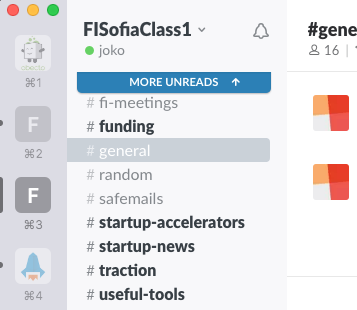 FISofiaClass1
joko
MORE UNREADS ↑
# fi-meetings
# funding
# general
# random
# safemails
# startup-accelerators
# startup-news
# traction
# useful-tools
⌘1
F
⌘2
F
⌘3
⌘4
#gene
16 |